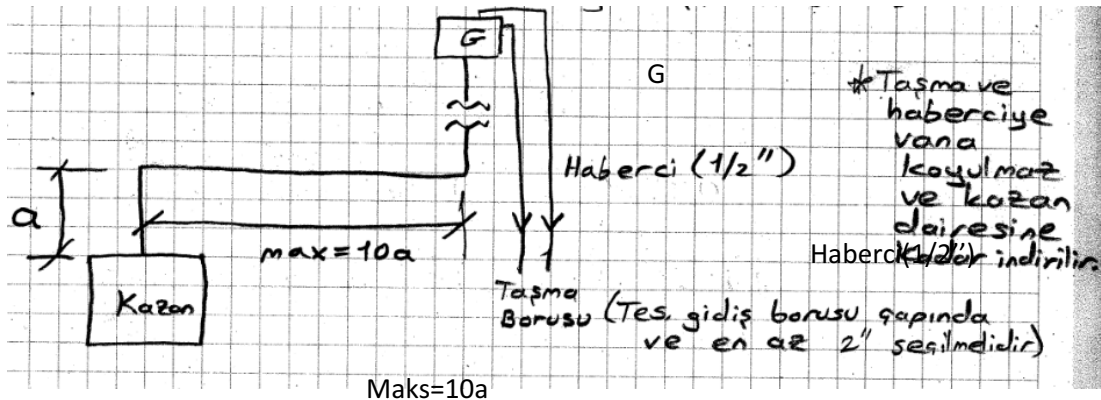 G
G
* Taşma ve
haberciye
vana
koyulmaz
ve kazan
dairesine
kadar indirilir.
Haberci (1/2")
a
max=10a
Haberci(1/2")
Kazan
Taşma
Borusu (Tes. gidiş borusu çapında
ve en az 2" seçilmelidir)
Maks=10a